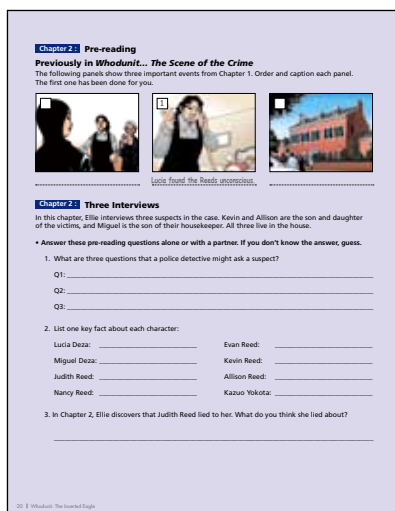 Chapter 2 : Pre-reading
Previously in Whodunit... The Scene of the Crime
The following panels show three important events from Chapter 1. Order and caption each panel.
The first one has been done for you.
1
Lucia found the Reeds unconscious.
Chapter 2 : Three Interviews
In this chapter, Ellie interviews three suspects in the case. Kevin and Allison are the son and daughter
of the victims, and Miguel is the son of their housekeeper. All three live in the house.
• Answer these pre-reading questions alone or with a partner. If you don't know the answer, guess.
1. What are three questions that a police detective might ask a suspect?
Q1:
Q2:
Q3:
2. List one key fact about each character:
Lucia Deza: Evan Reed:
Miguel Deza: Kevin Reed:
Judith Reed: Allison Reed:
Nancy Reed: Kazuo Yokota:
3. In Chapter 2, Ellie discovers that Judith Reed lied to her. What do you think she lied about?
20 | Whodunit: The Invented Eagle